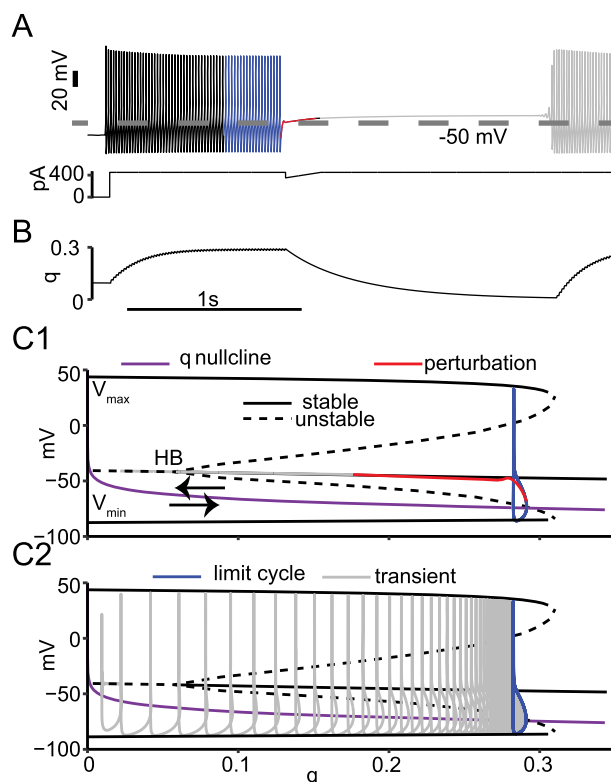 A
20 mV
-50 mV
400
pA
0
B
0.3
q
0
1s
C1
q nullcline
perturbation
50
Vmax
stable
unstable
0
mV
HB
−50
Vmin
−100
C2
limit cycle
transient
50
0
mV
−50
−100
0
0.1
0.2
0.3
q